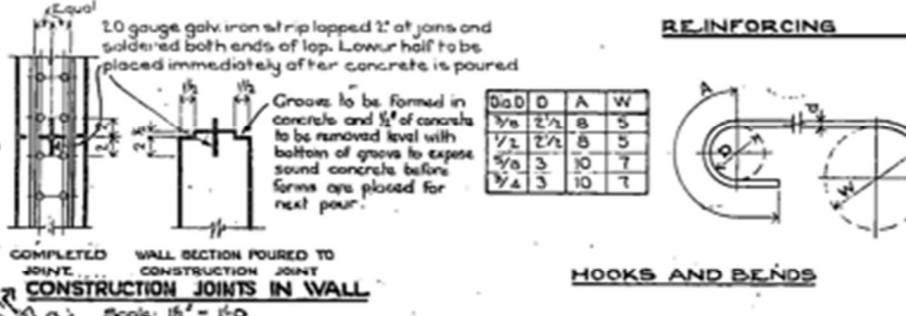 Equal
20 gauge galv. iron strip lapped 2" at joins and
soldered both ends of lap. Lower half to be
placed immediately after concrete is poured
1½ 1½
Groove to be formed in
concrete and ½" of concrete
to be removed level with
bottom of groove to expose
sound concrete before
forms are placed for
next pour.
2 2
COMPLETED
JOINT
WALL SECTION POURED TO
CONSTRUCTION JOINT
CONSTRUCTION JOINTS IN WALL
Scale: 1½" = 1'-0
Dia.D D A W
3/8 2½ 8 5
1/2 2½ 8 5
5/8 3 10 7
3/4 3 10 7
REINFORCING
A
d
D
W
HOOKS AND BENDS